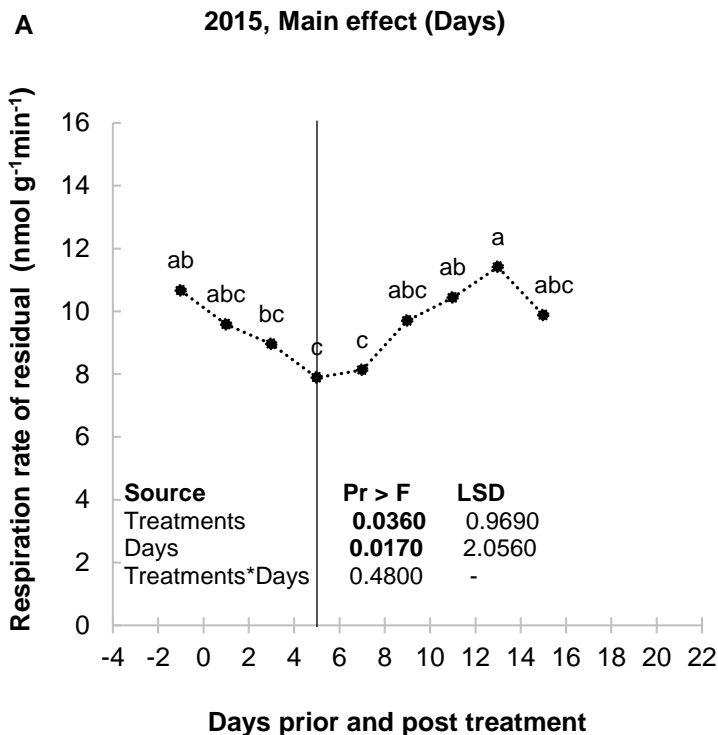 A
2015, Main effect (Days)
Respiration rate of residual (nmol g⁻¹min⁻¹)
16
14
12
10
8
6
4
2
0
ab
abc
bc
c
c
abc
ab
a
abc
Source Pr > F LSD
Treatments 0.0360 0.9690
Days 0.0170 2.0560
Treatments*Days 0.4800 -
-4 -2 0 2 4 6 8 10 12 14 16 18 20 22
Days prior and post treatment